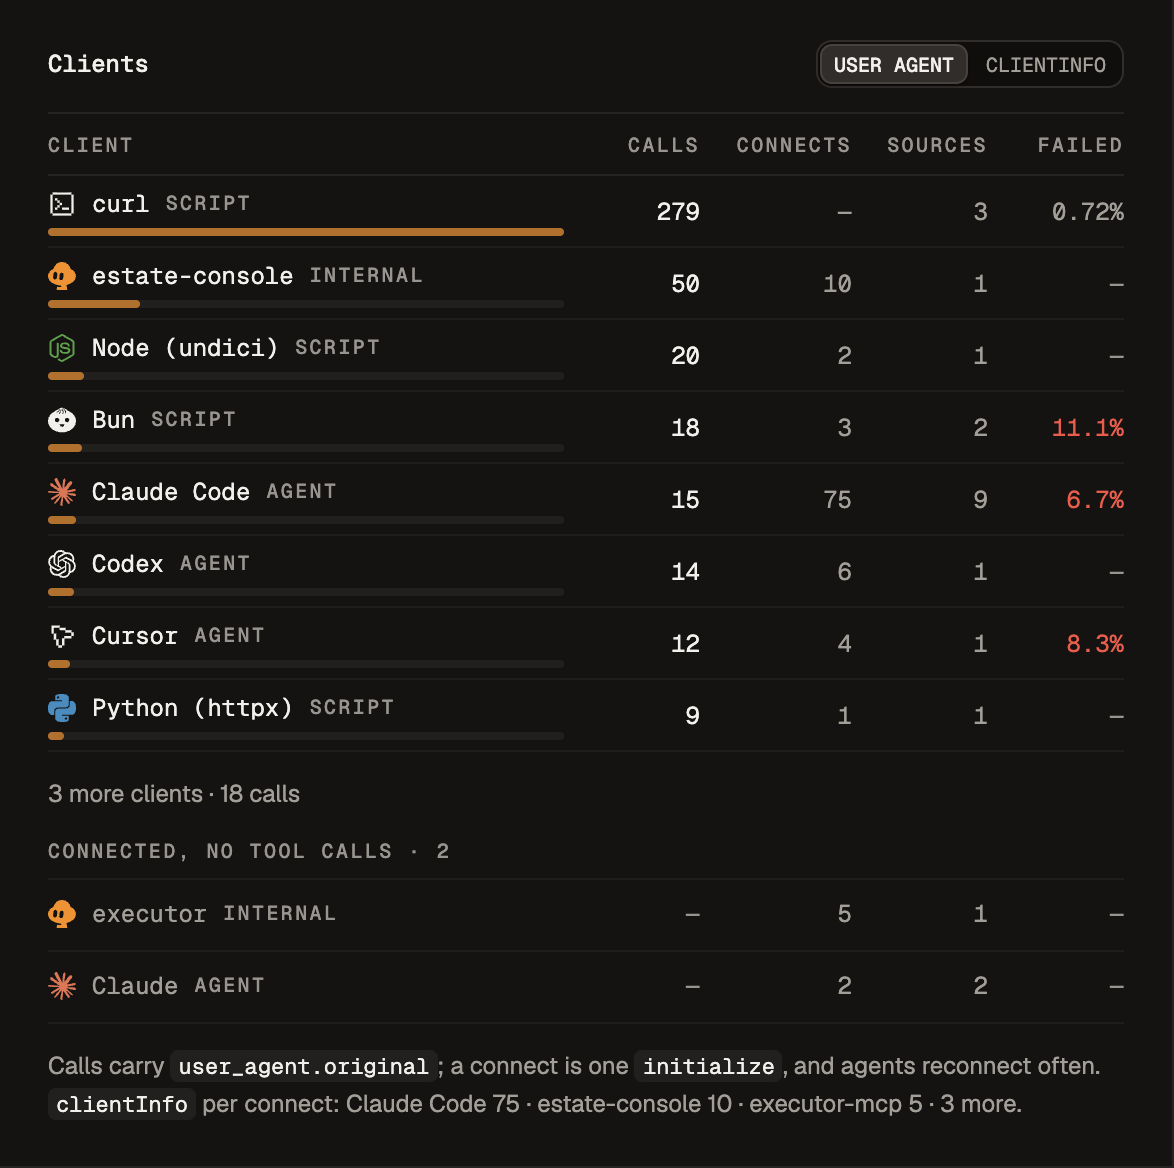 Clients
USER AGENT CLIENTINFO
CLIENT CALLS CONNECTS SOURCES FAILED
curl SCRIPT 279 — 3 0.72%
estate-console INTERNAL 50 10 1 —
Node (undici) SCRIPT 20 2 1 —
Bun SCRIPT 18 3 2 11.1%
Claude Code AGENT 15 75 9 6.7%
Codex AGENT 14 6 1 —
Cursor AGENT 12 4 1 8.3%
Python (httpx) SCRIPT 9 1 1 —
3 more clients · 18 calls
CONNECTED, NO TOOL CALLS · 2
executor INTERNAL — 5 1 —
Claude AGENT — 2 2 —
Calls carry user_agent.original; a connect is one initialize, and agents reconnect often.
clientInfo per connect: Claude Code 75 · estate-console 10 · executor-mcp 5 · 3 more.